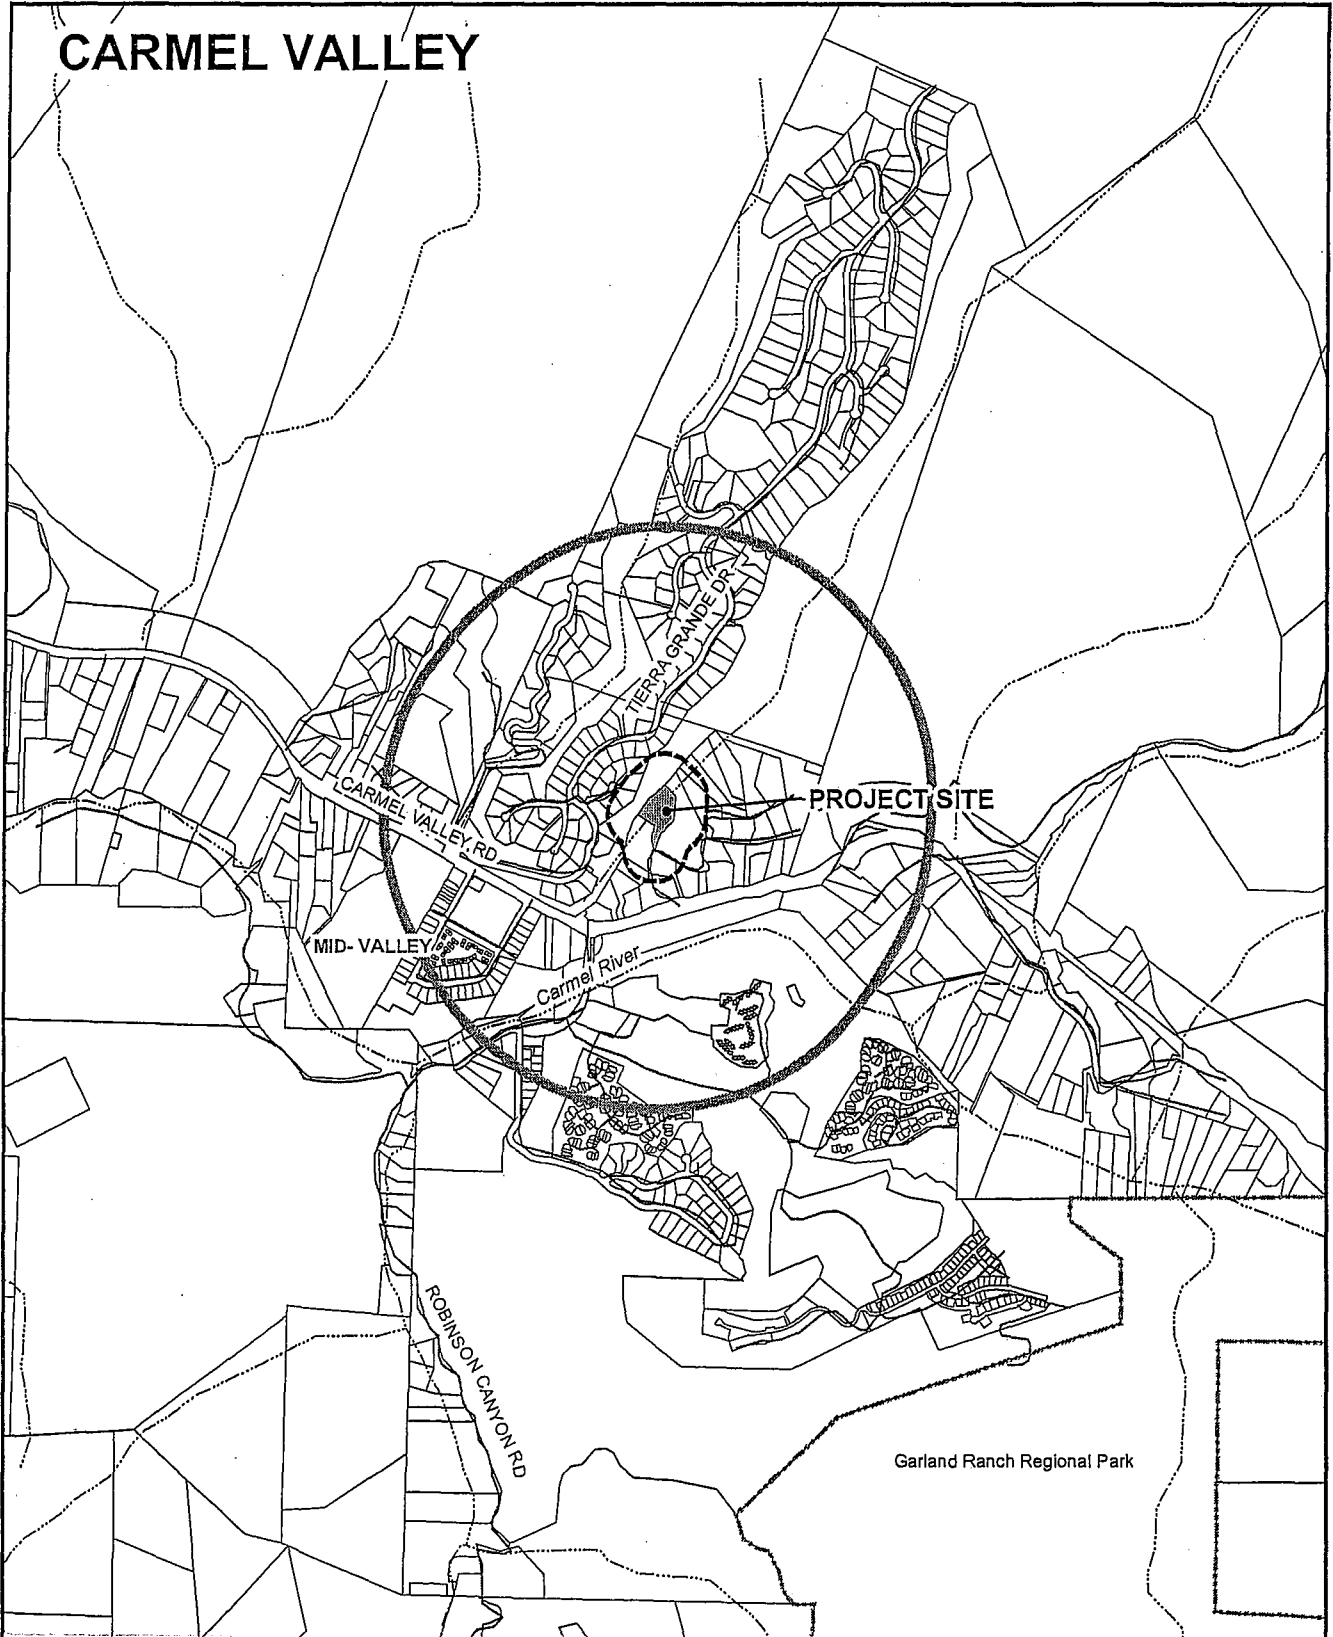 CARMEL VALLEY
TIERRA GRANDE DR
PROJECT SITE
CARMEL VALLEY RD
MID- VALLEY
Carmel River
ROBINSON CANYON RD
Garland Ranch Regional Park